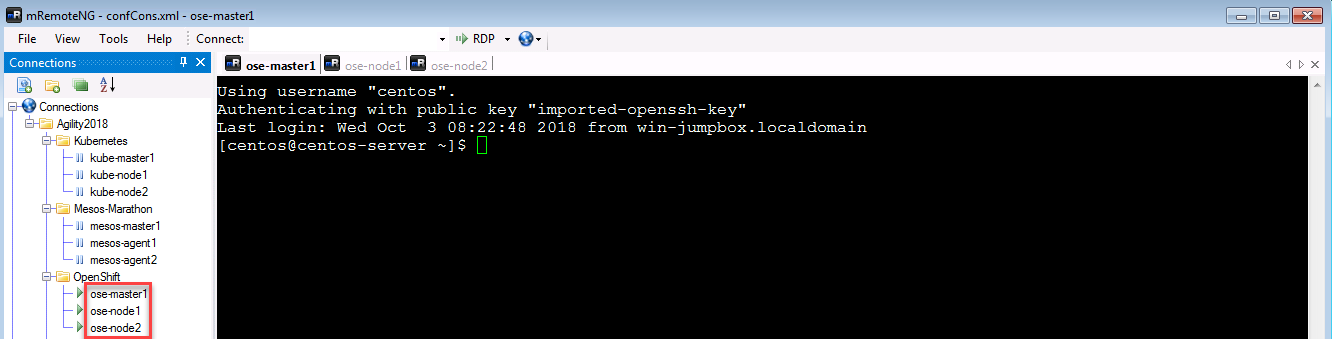 mRemoteNG - confCons.xml - ose-master1
File View Tools Help Connect: RDP
Connections
ose-master1 ose-node1 ose-node2
Connections
Agility2018
Kubernetes
kube-master1
kube-node1
kube-node2
Mesos-Marathon
mesos-master1
mesos-agent1
mesos-agent2
OpenShift
ose-master1
ose-node1
ose-node2
Using username "centos".
Authenticating with public key "imported-openssh-key"
Last login: Wed Oct  3 08:22:48 2018 from win-jumpbox.localdomain
[centos@centos-server ~]$